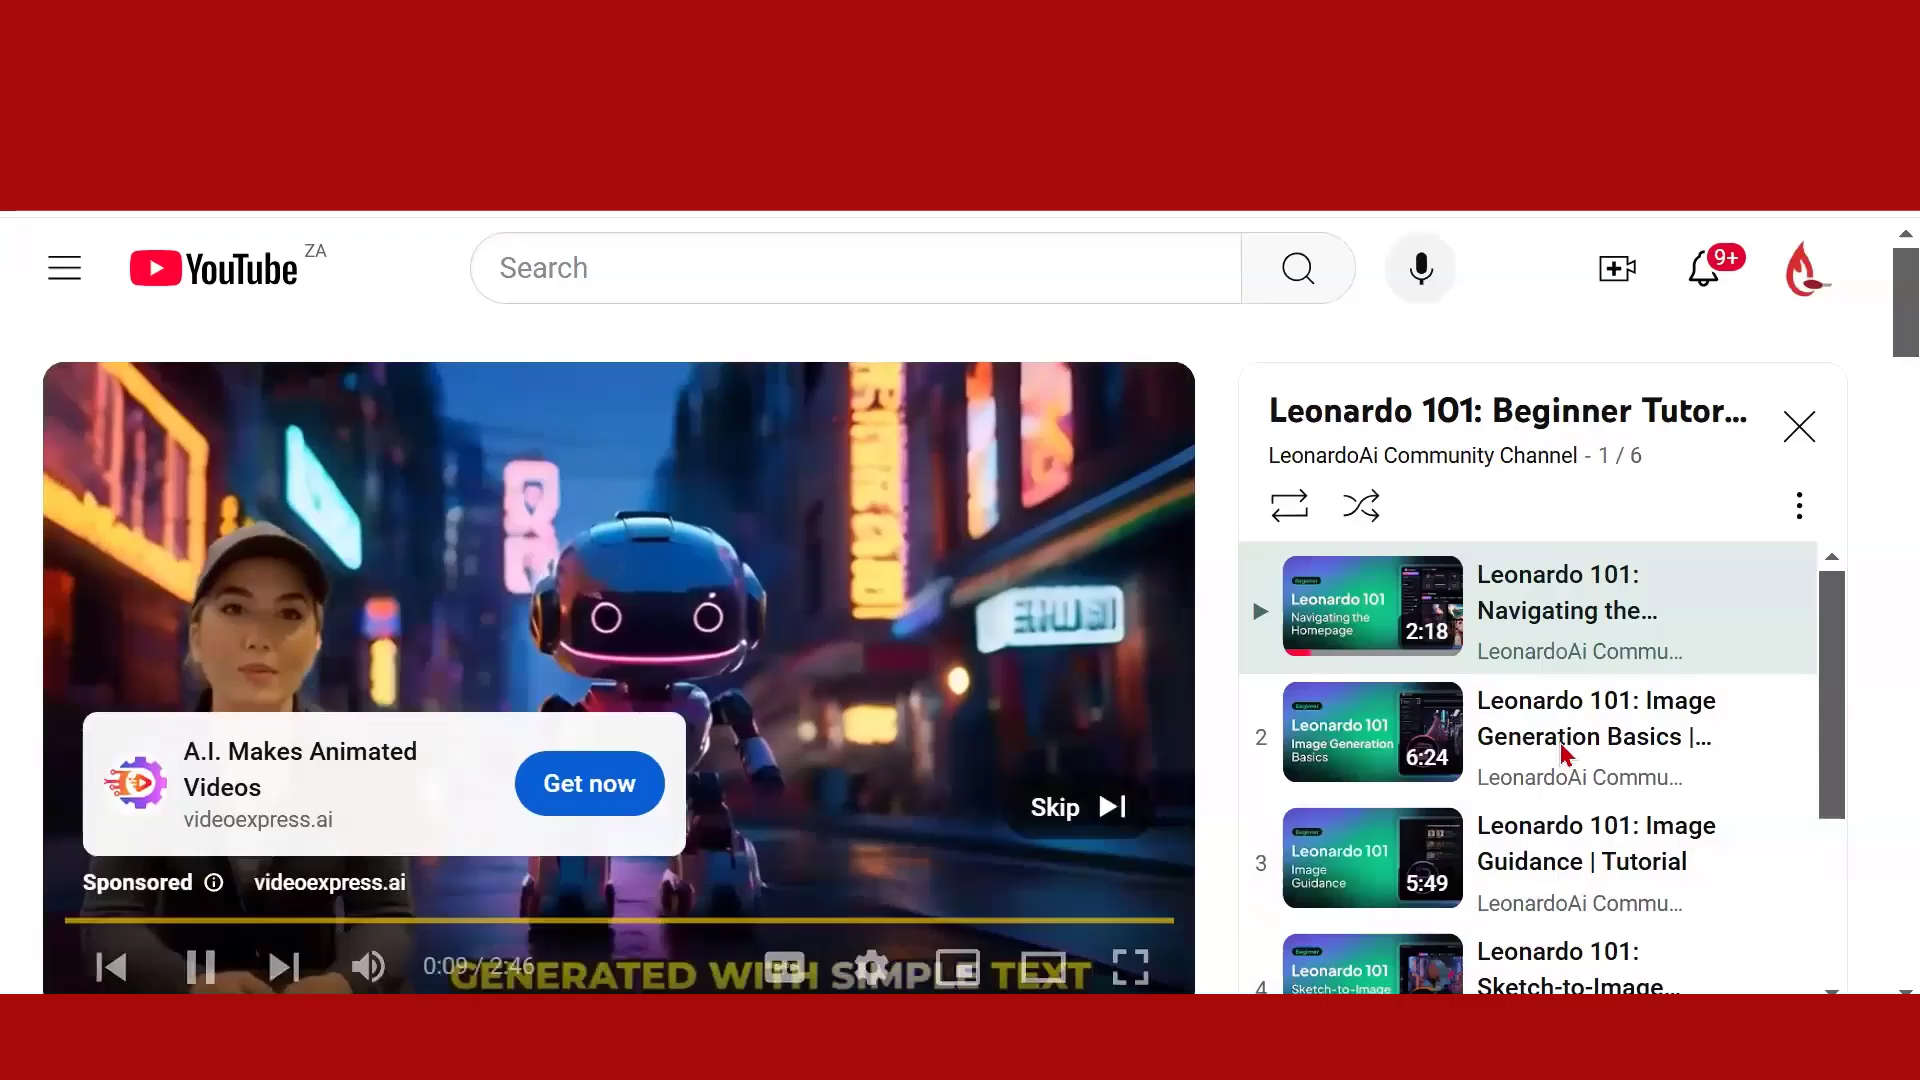 YouTube
ZA
Search
9+
A.I. Makes Animated
Videos
videoexpress.ai
Get now
Skip
Sponsored
videoexpress.ai
0:09 / 2:46
GENERATED WITH SIMPLE TEXT
Leonardo 101: Beginner Tutor...
LeonardoAi Community Channel - 1 / 6
Beginner
Leonardo 101
Navigating the
Homepage
2:18
Leonardo 101:
Navigating the...
LeonardoAi Commu...
2
Beginner
Leonardo 101
Image Generation
Basics
6:24
Leonardo 101: Image
Generation Basics |...
LeonardoAi Commu...
3
Beginner
Leonardo 101
Image
Guidance
5:49
Leonardo 101: Image
Guidance | Tutorial
LeonardoAi Commu...
4
Beginner
Leonardo 101
Sketch-to-Image
Leonardo 101:
Sketch-to-Image...